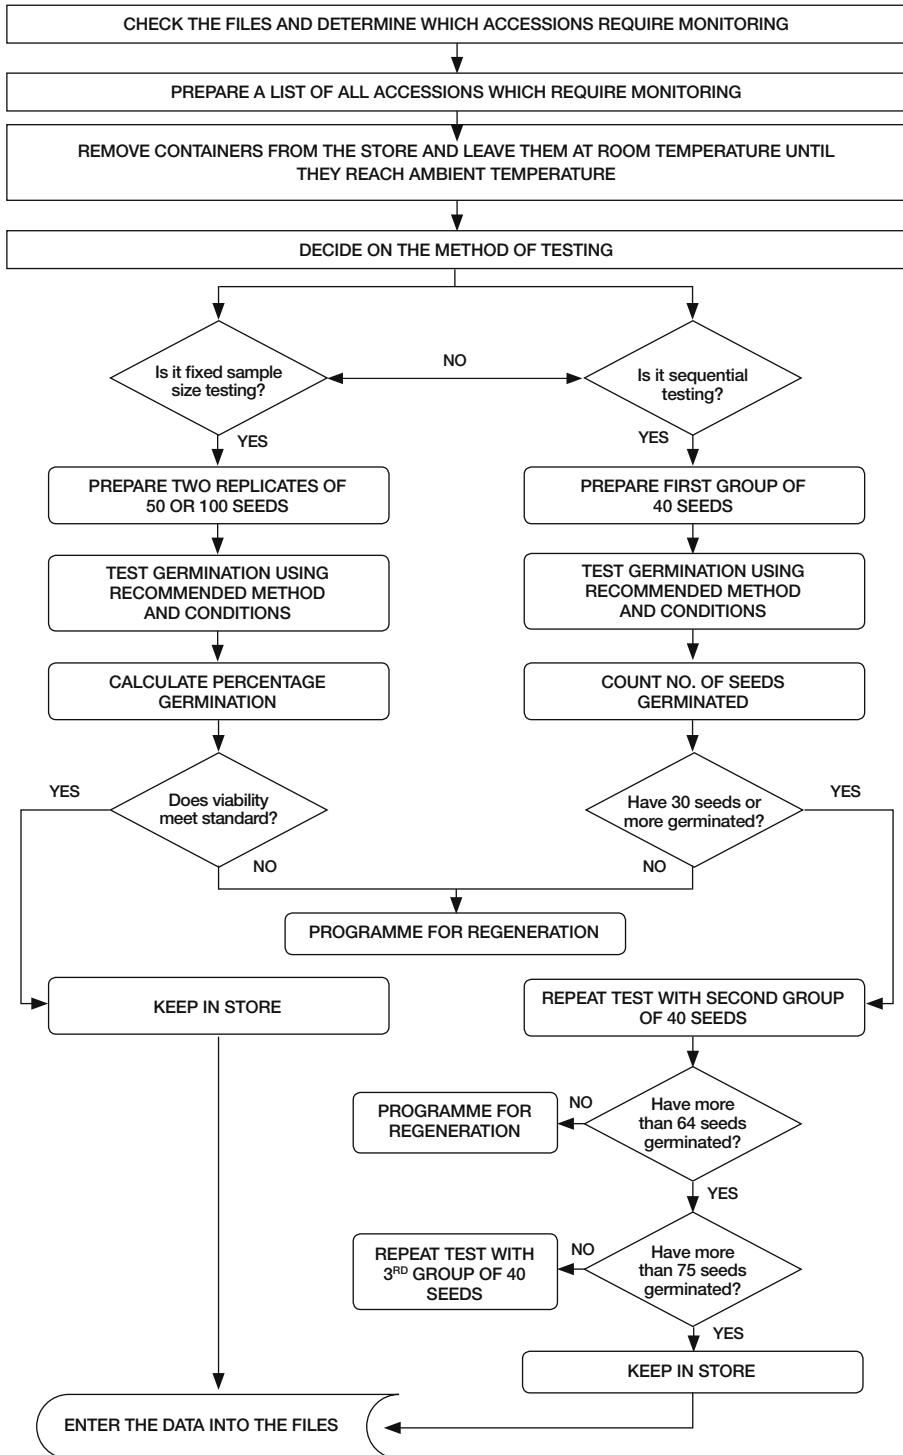 CHECK THE FILES AND DETERMINE WHICH ACCESSIONS REQUIRE MONITORING
PREPARE A LIST OF ALL ACCESSIONS WHICH REQUIRE MONITORING
REMOVE CONTAINERS FROM THE STORE AND LEAVE THEM AT ROOM TEMPERATURE UNTIL
THEY REACH AMBIENT TEMPERATURE
DECIDE ON THE METHOD OF TESTING
Is it fixed sample
size testing?
NO
Is it sequential
testing?
YES
YES
PREPARE TWO REPLICATES OF
50 OR 100 SEEDS
PREPARE FIRST GROUP OF
40 SEEDS
TEST GERMINATION USING
RECOMMENDED METHOD
AND CONDITIONS
TEST GERMINATION USING
RECOMMENDED METHOD
AND CONDITIONS
CALCULATE PERCENTAGE
GERMINATION
COUNT NO. OF SEEDS
GERMINATED
YES
Does viability
meet standard?
NO
Have 30 seeds or
more germinated?
YES
NO
PROGRAMME FOR REGENERATION
KEEP IN STORE
REPEAT TEST WITH SECOND GROUP
OF 40 SEEDS
PROGRAMME FOR
REGENERATION
NO
Have more
than 64 seeds
germinated?
YES
REPEAT TEST WITH
3RD GROUP OF 40
SEEDS
NO
Have more
than 75 seeds
germinated?
YES
KEEP IN STORE
ENTER THE DATA INTO THE FILES